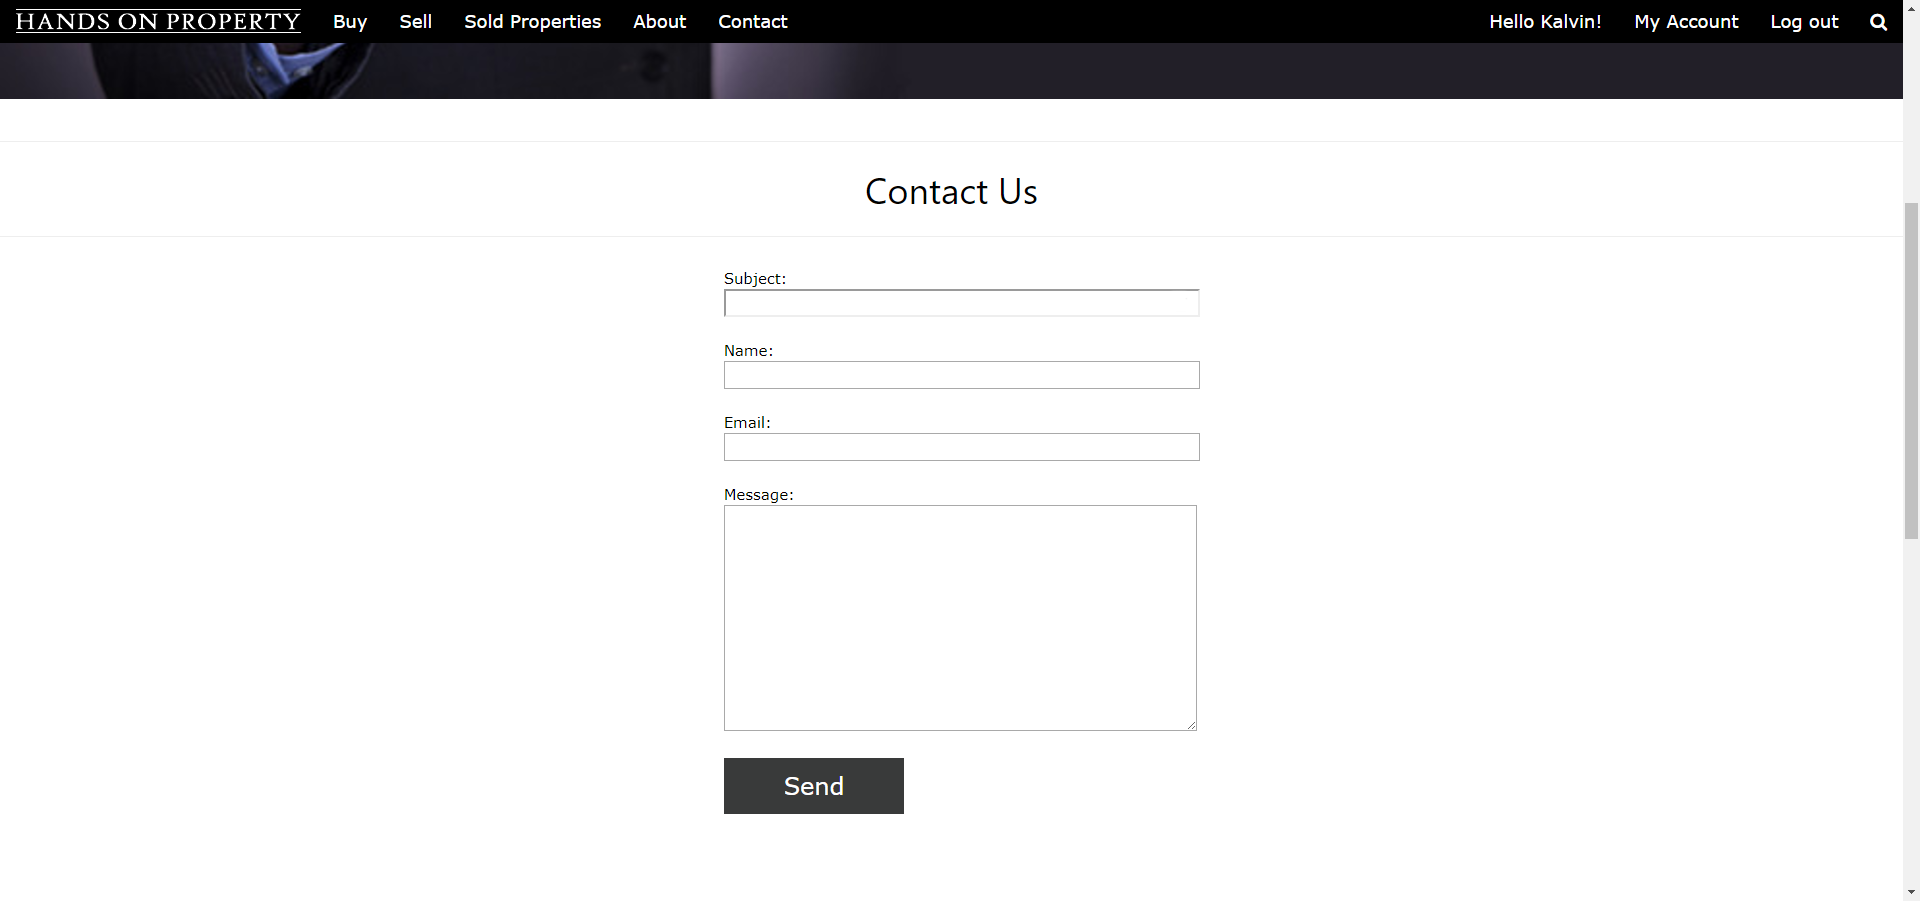 HANDS ON PROPERTY Buy Sell Sold Properties About Contact Hello Kalvin! My Account Log out
Contact Us
Subject:
Name:
Email:
Message:
Send